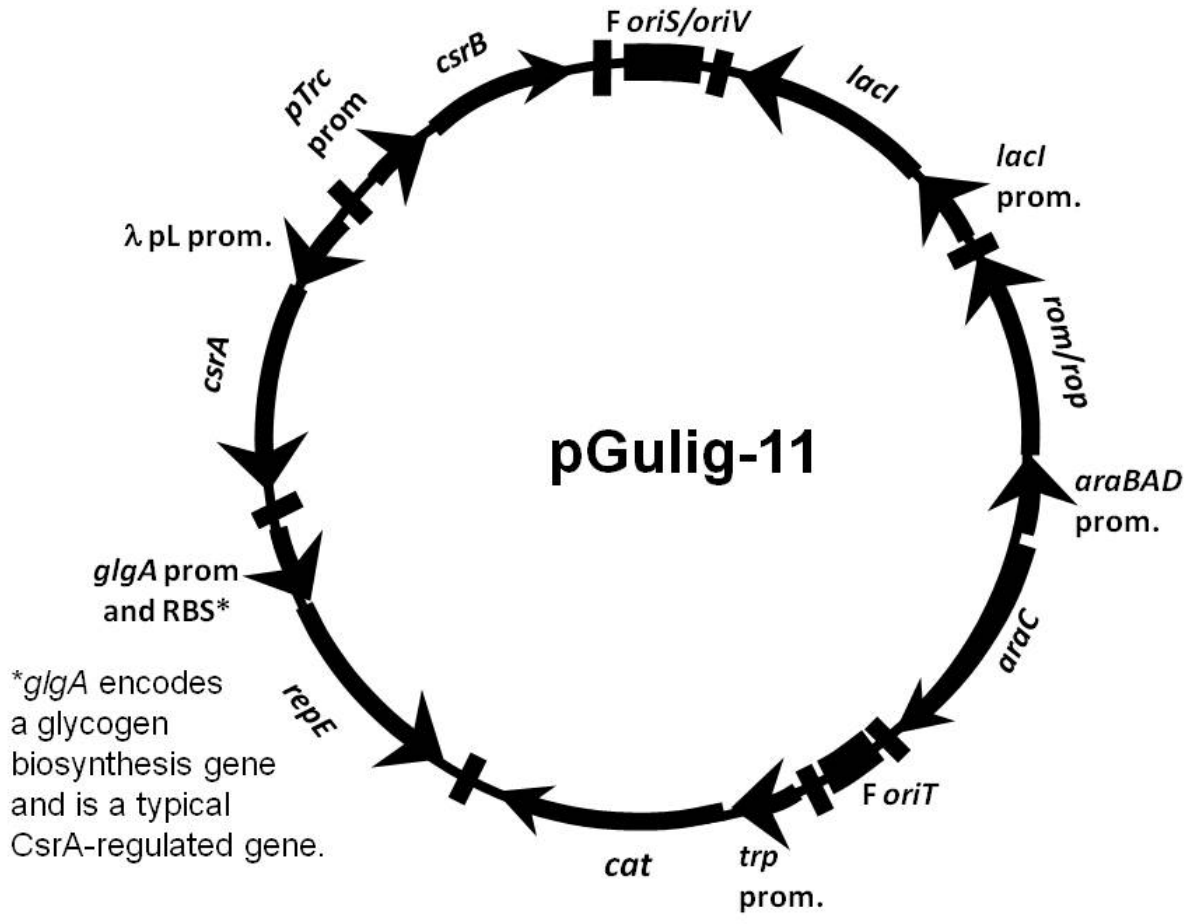 F oriS/oriV
csrB
lacI
pTrc
prom
lacI
prom.
λ pL prom.
rom/rop
csrA
pGulig-11
araBAD
prom.
glgA prom
and RBS*
araC
*glgA encodes
a glycogen
biosynthesis gene
and is a typical
CsrA-regulated gene.
repE
F oriT
cat
trp
prom.